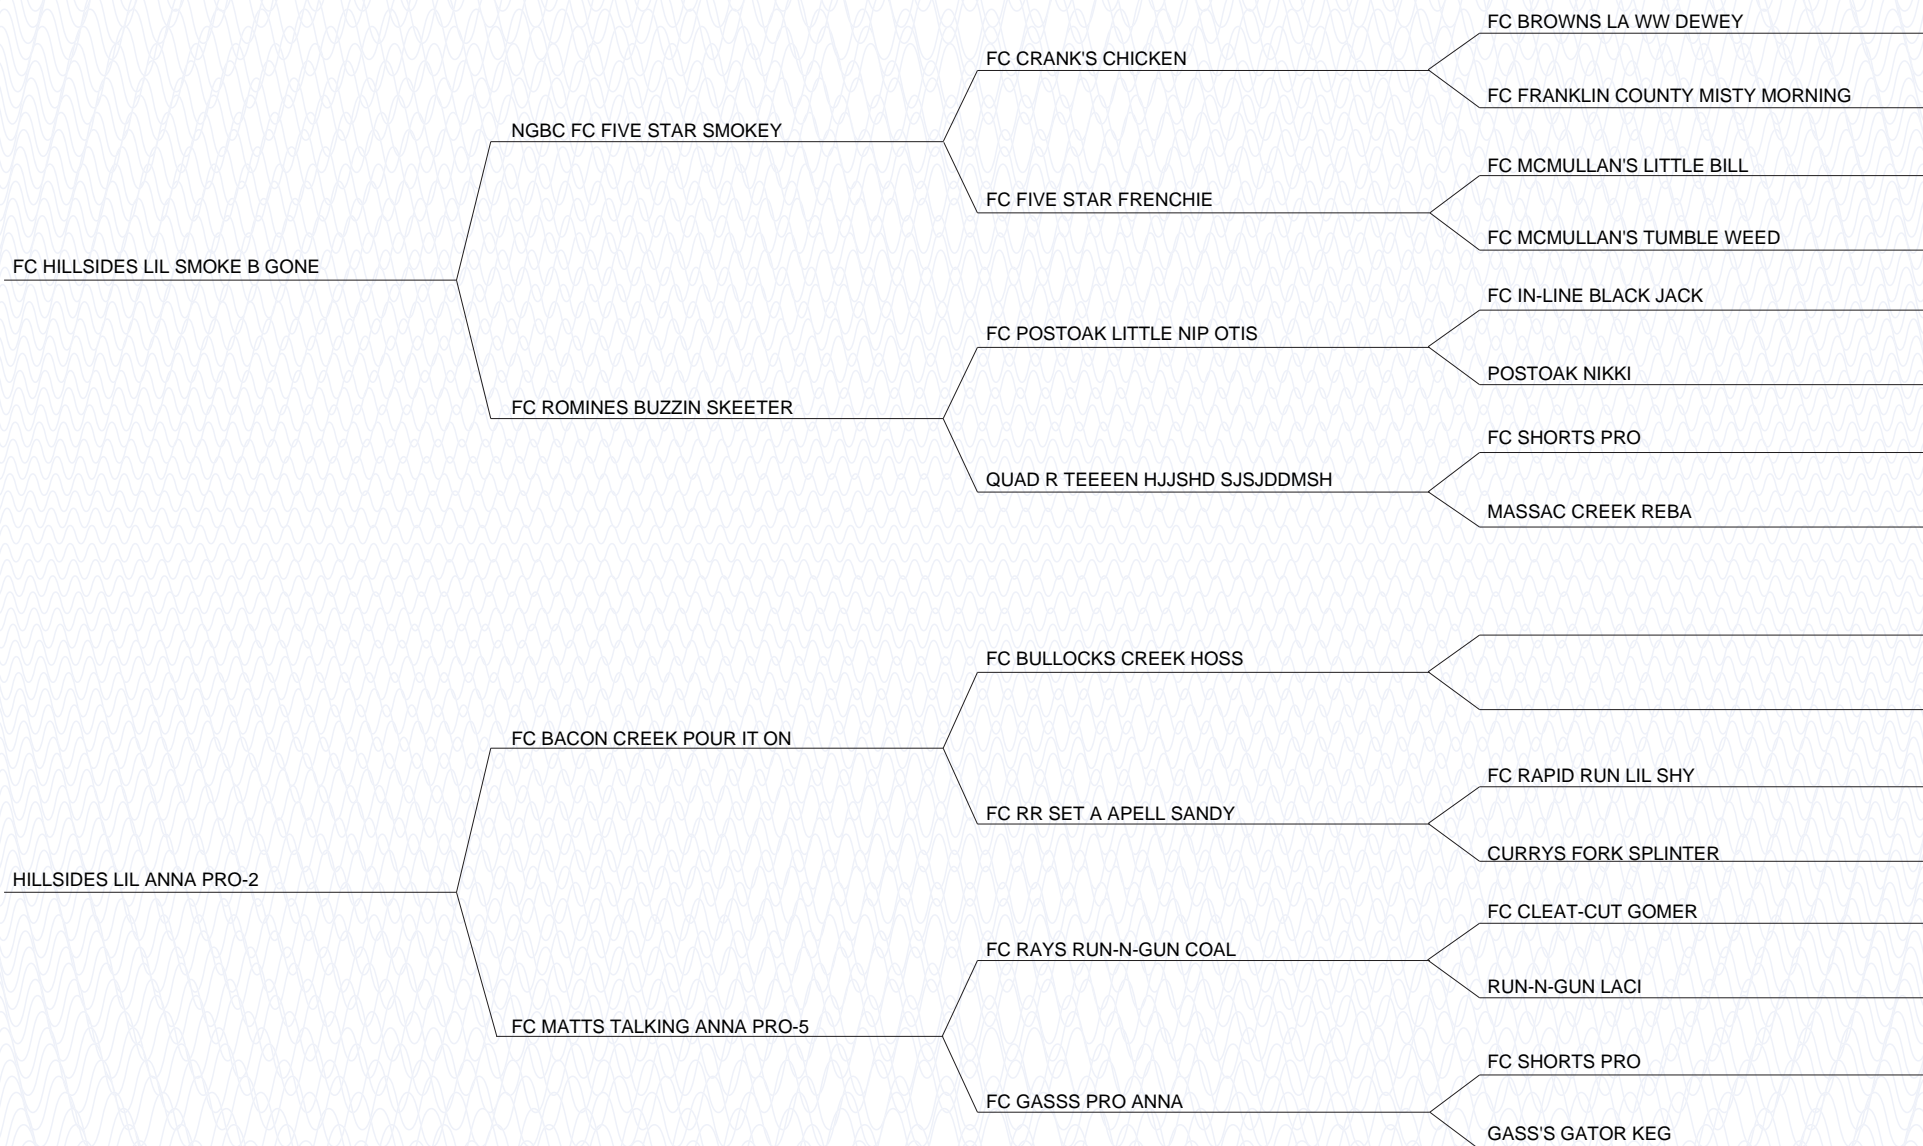 FC BROWNS LA WW DEWEY
FC CRANK'S CHICKEN
FC FRANKLIN COUNTY MISTY MORNING
NGBC FC FIVE STAR SMOKEY
FC MCMULLAN'S LITTLE BILL
FC FIVE STAR FRENCHIE
FC MCMULLAN'S TUMBLE WEED
FC HILLSIDES LIL SMOKE B GONE
FC IN-LINE BLACK JACK
FC POSTOAK LITTLE NIP OTIS
POSTOAK NIKKI
FC ROMINES BUZZIN SKEETER
FC SHORTS PRO
QUAD R TEEEEN HJJSHD SJSJDDMSH
MASSAC CREEK REBA
FC BULLOCKS CREEK HOSS
FC BACON CREEK POUR IT ON
FC RAPID RUN LIL SHY
FC RR SET A APELL SANDY
CURRYS FORK SPLINTER
HILLSIDES LIL ANNA PRO-2
FC CLEAT-CUT GOMER
FC RAYS RUN-N-GUN COAL
RUN-N-GUN LACI
FC MATTS TALKING ANNA PRO-5
FC SHORTS PRO
FC GASSS PRO ANNA
GASS'S GATOR KEG